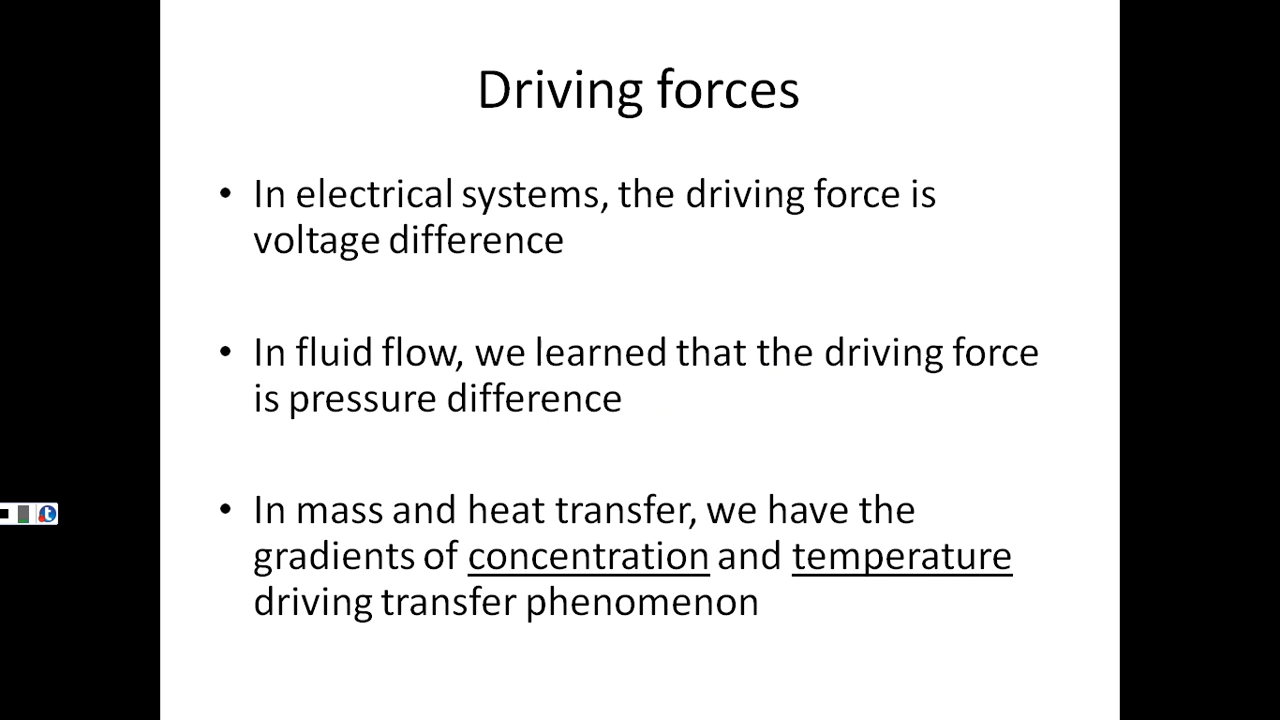 Driving forces
• In electrical systems, the driving force is
voltage difference
• In fluid flow, we learned that the driving force
is pressure difference
• In mass and heat transfer, we have the
gradients of concentration and temperature
driving transfer phenomenon
t